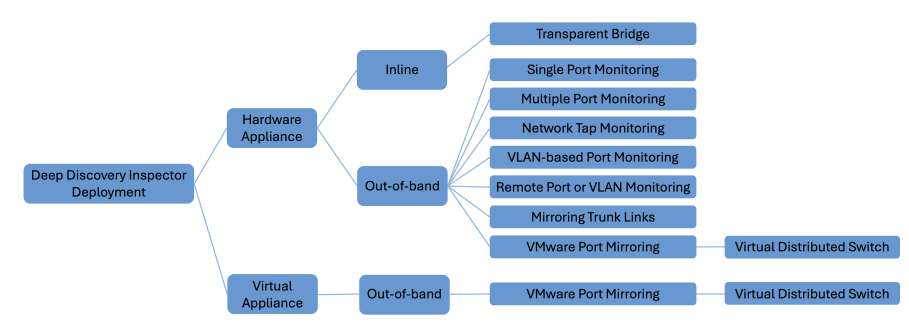 Deep Discovery Inspector
Deployment
Hardware
Appliance
Inline
Transparent Bridge
Out-of-band
Single Port Monitoring
Multiple Port Monitoring
Network Tap Monitoring
VLAN-based Port Monitoring
Remote Port or VLAN Monitoring
Mirroring Trunk Links
VMware Port Mirroring
Virtual Distributed Switch
Virtual
Appliance
Out-of-band
VMware Port Mirroring
Virtual Distributed Switch